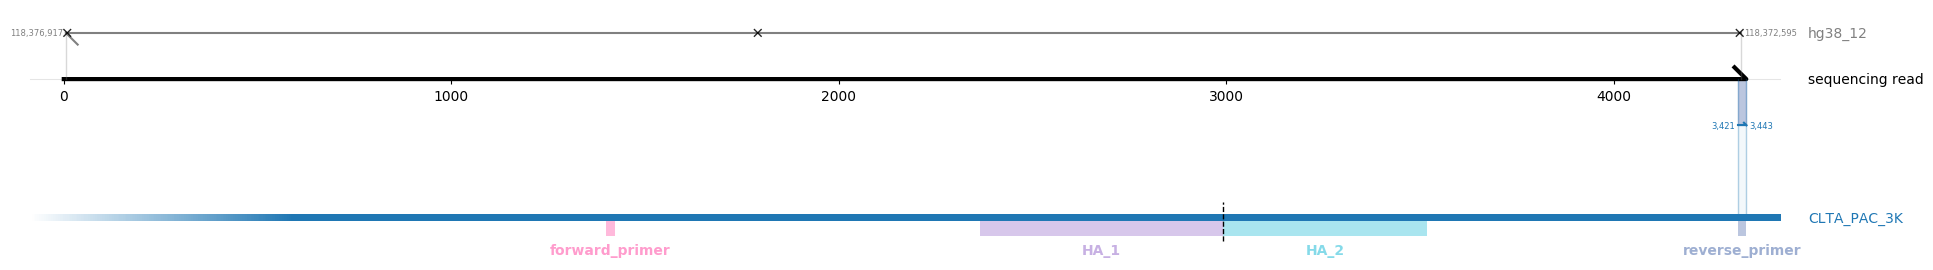 118,376,917 118,372,595 hg38_12
sequencing read
0 1000 2000 3000 4000
3,421 3,443
CLTA_PAC_3K
forward_primer HA_1 HA_2 reverse_primer